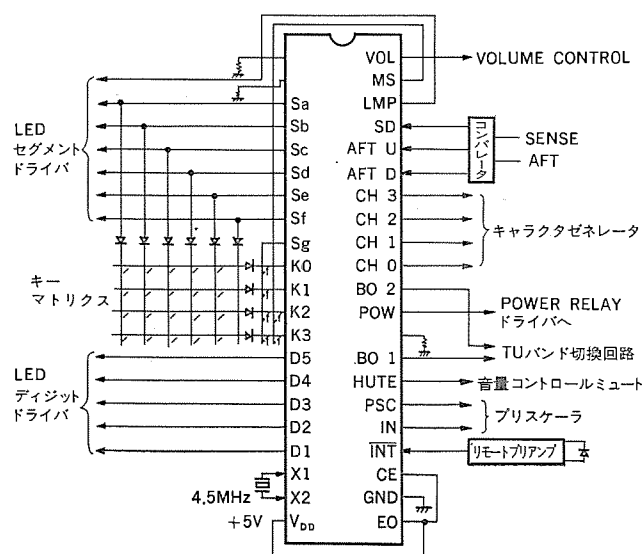 VOL
VOLUME CONTROL
MS
LMP
Sa
Sb
Sc
Sd
Se
Sf
Sg
K0
K1
K2
K3
D5
D4
D3
D2
D1
X1
X2
VDD
LED
セグメント
ドライバ
キー
マトリクス
LED
ディジット
ドライバ
4.5MHz
+5V
SD
AFT U
AFT D
コンパレータ
SENSE
AFT
CH 3
CH 2
CH 1
CH 0
キャラクタゼネレータ
BO 2
POW
POWER RELAY
ドライバへ
BO 1
TUバンド切換回路
HUTE
音量コントロールミュート
PSC
IN
プリスケーラ
INT
リモートプリアンプ
CE
GND
EO